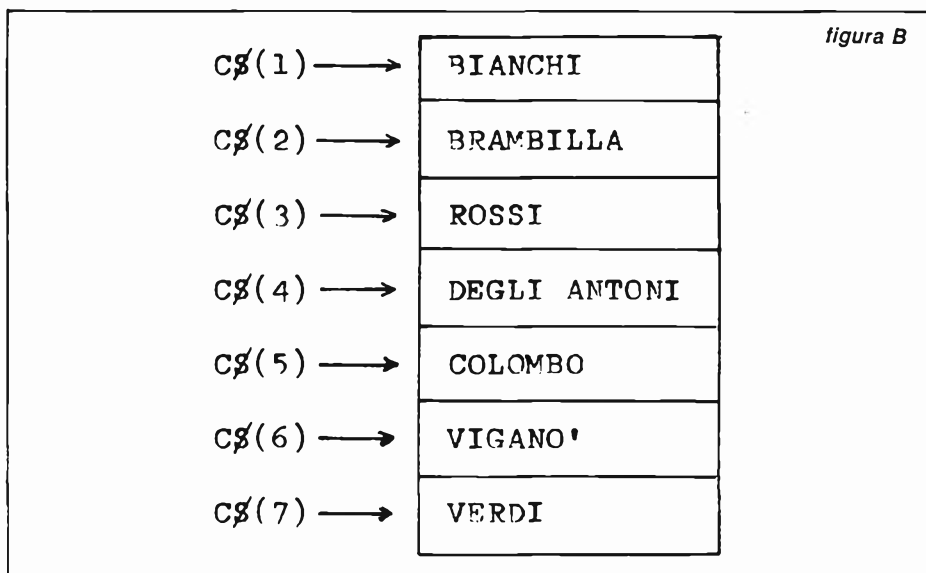 figura B
C$(1) BIANCHI
C$(2) BRAMBILLA
C$(3) ROSSI
C$(4) DEGLI ANTONI
C$(5) COLOMBO
C$(6) VIGANO'
C$(7) VERDI